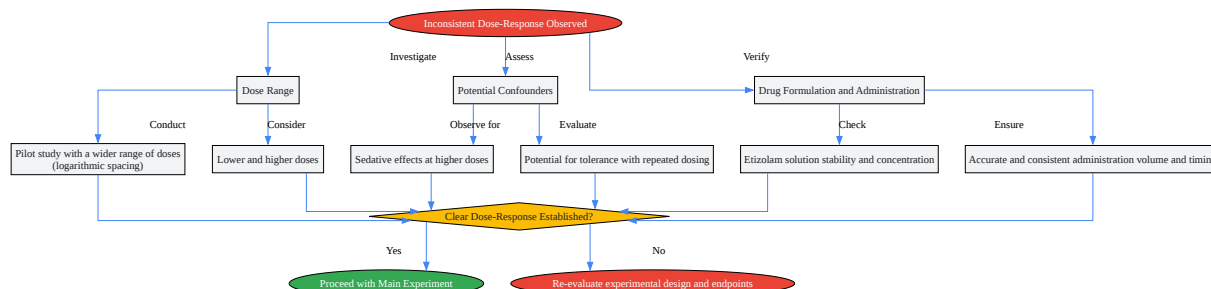 Inconsistent Dose-Response Observed
Investigate
Assess
Verify
Dose Range
Potential Confounders
Drug Formulation and Administration
Conduct
Consider
Observe for
Evaluate
Check
Ensure
Pilot study with a wider range of doses
(logarithmic spacing)
Lower and higher doses
Sedative effects at higher doses
Potential for tolerance with repeated dosing
Etizolam solution stability and concentration
Accurate and consistent administration volume and timin
Clear Dose-Response Established?
Yes
No
Proceed with Main Experiment
Re-evaluate experimental design and endpoints